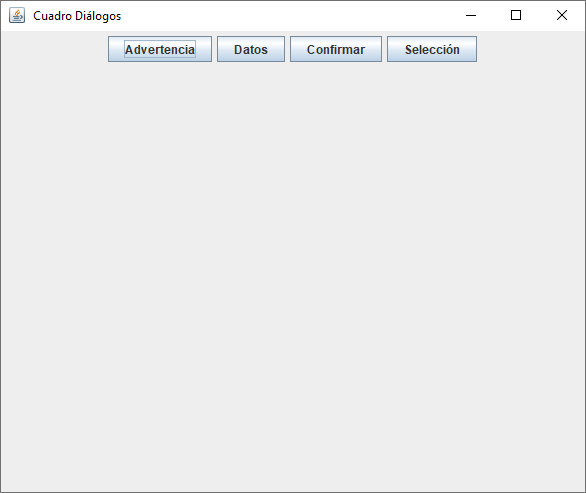 Cuadro Diálogos
Advertencia Datos Confirmar Selección